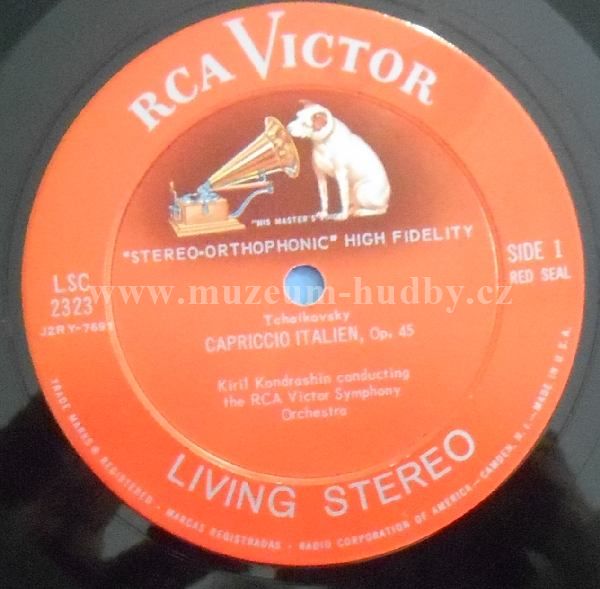 RCA VICTOR
"HIS MASTER'S VOICE"
"STEREO-ORTHOPHONIC" HIGH FIDELITY
LSC
2323
J2RY-7691
SIDE 1
RED SEAL
www.muzeum-hudby.cz
Tchaikovsky
CAPRICCIO ITALIEN, Op. 45
Kiril Kondrashin conducting
the RCA Victor Symphony
Orchestra
LIVING STEREO
TRADE MARKS ® REGISTERED - MARCAS REGISTRADAS - RADIO CORPORATION OF AMERICA - CAMDEN, N. J. - MADE IN U.S.A.